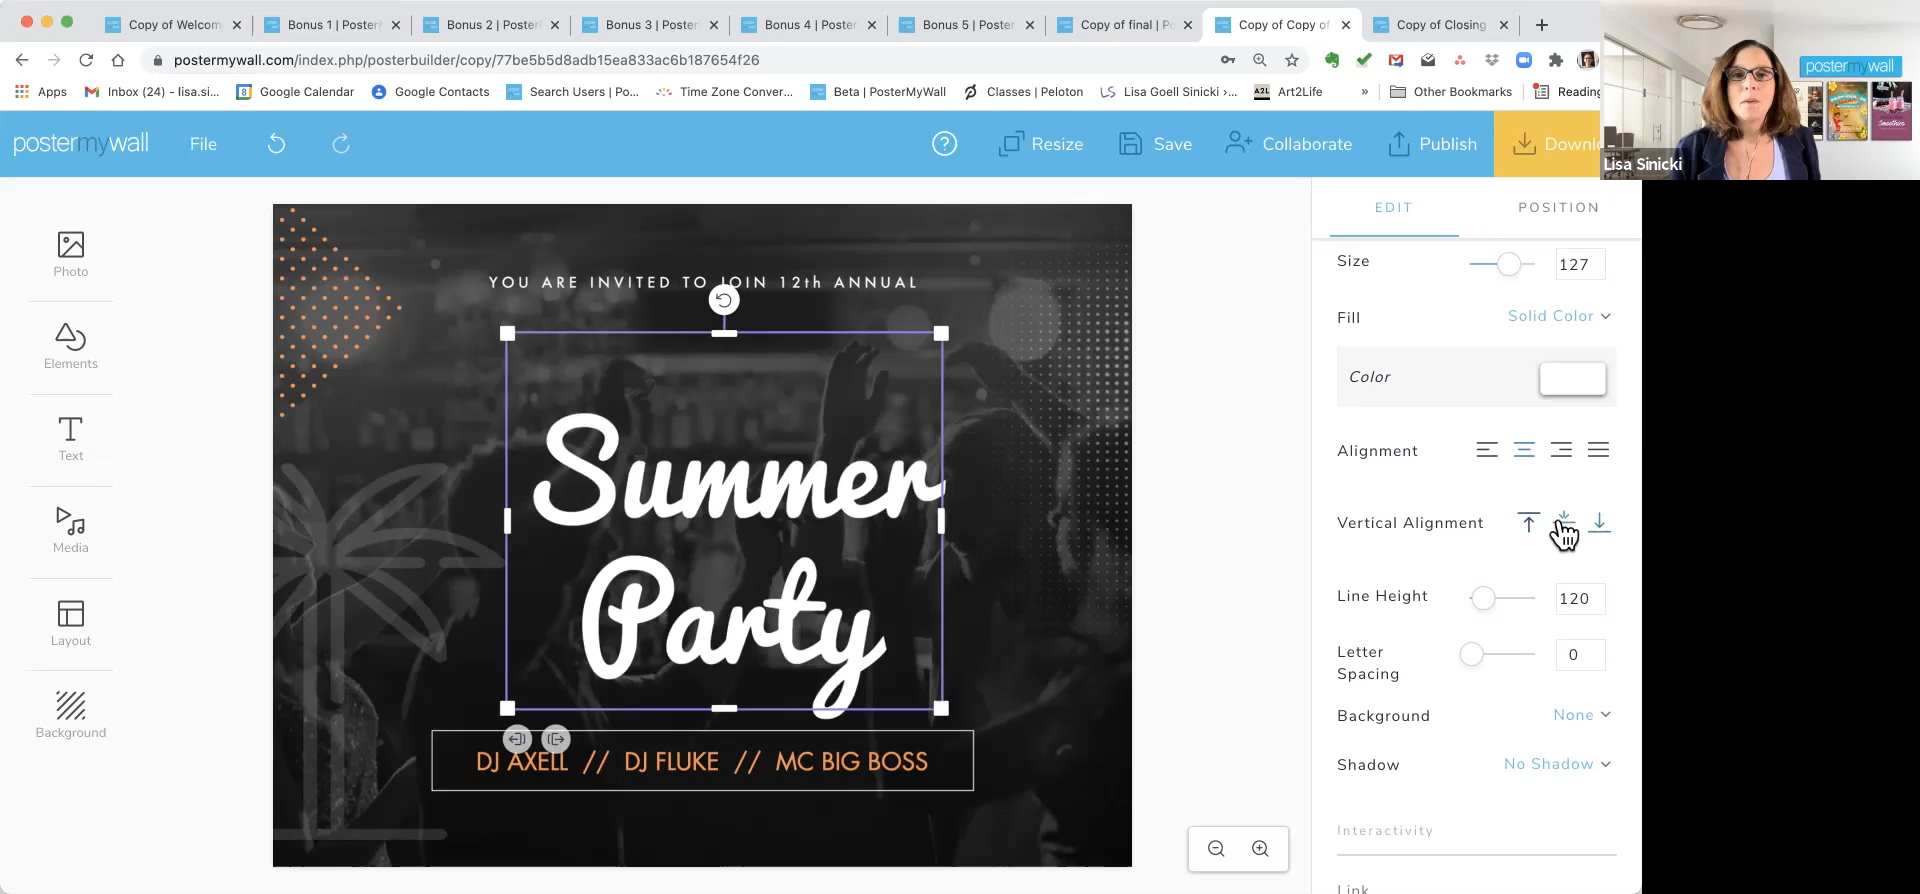 Copy of Welcom
Bonus 1 | Poster
Bonus 2 | Poster
Bonus 3 | Poster
Bonus 4 | Poster
Bonus 5 | Poster
Copy of final | P
Copy of Copy of
Copy of Closing
postermywall.com/index.php/posterbuilder/copy/77be5b5d8adb15ea833ac6b187654f26
Apps
Inbox (24) - lisa.si...
8
Google Calendar
Google Contacts
Search Users | Po...
Time Zone Conver...
Beta | PosterMyWall
Classes | Peloton
LS
Lisa Goell Sinicki ›...
A2L
Art2Life
»
Other Bookmarks
Reading
postermywall
File
Resize
Save
Collaborate
Publish
Downl
postermywall
Smoothies
Lisa Sinicki
Photo
Elements
Text
Media
Layout
Background
YOU ARE INVITED TO JOIN 12th ANNUAL
Summer
Party
DJ AXELL // DJ FLUKE // MC BIG BOSS
EDIT
POSITION
Size
127
Fill
Solid Color
Color
Alignment
Vertical Alignment
Line Height
120
Letter
Spacing
0
Background
None
Shadow
No Shadow
Interactivity
Link